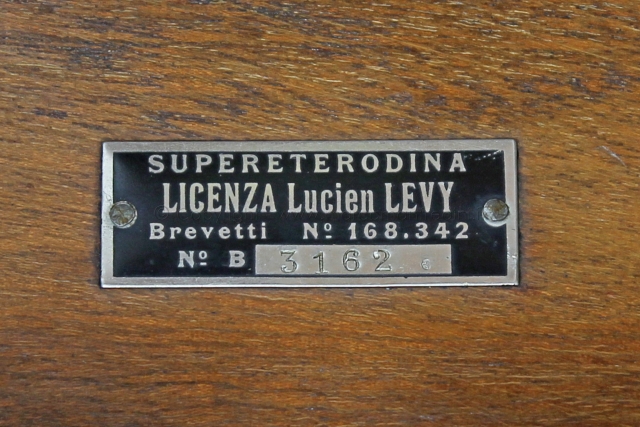 SUPERETERODINA
LICENZA Lucien LEVY
Brevetti Nº 168.342
Nº B 3162